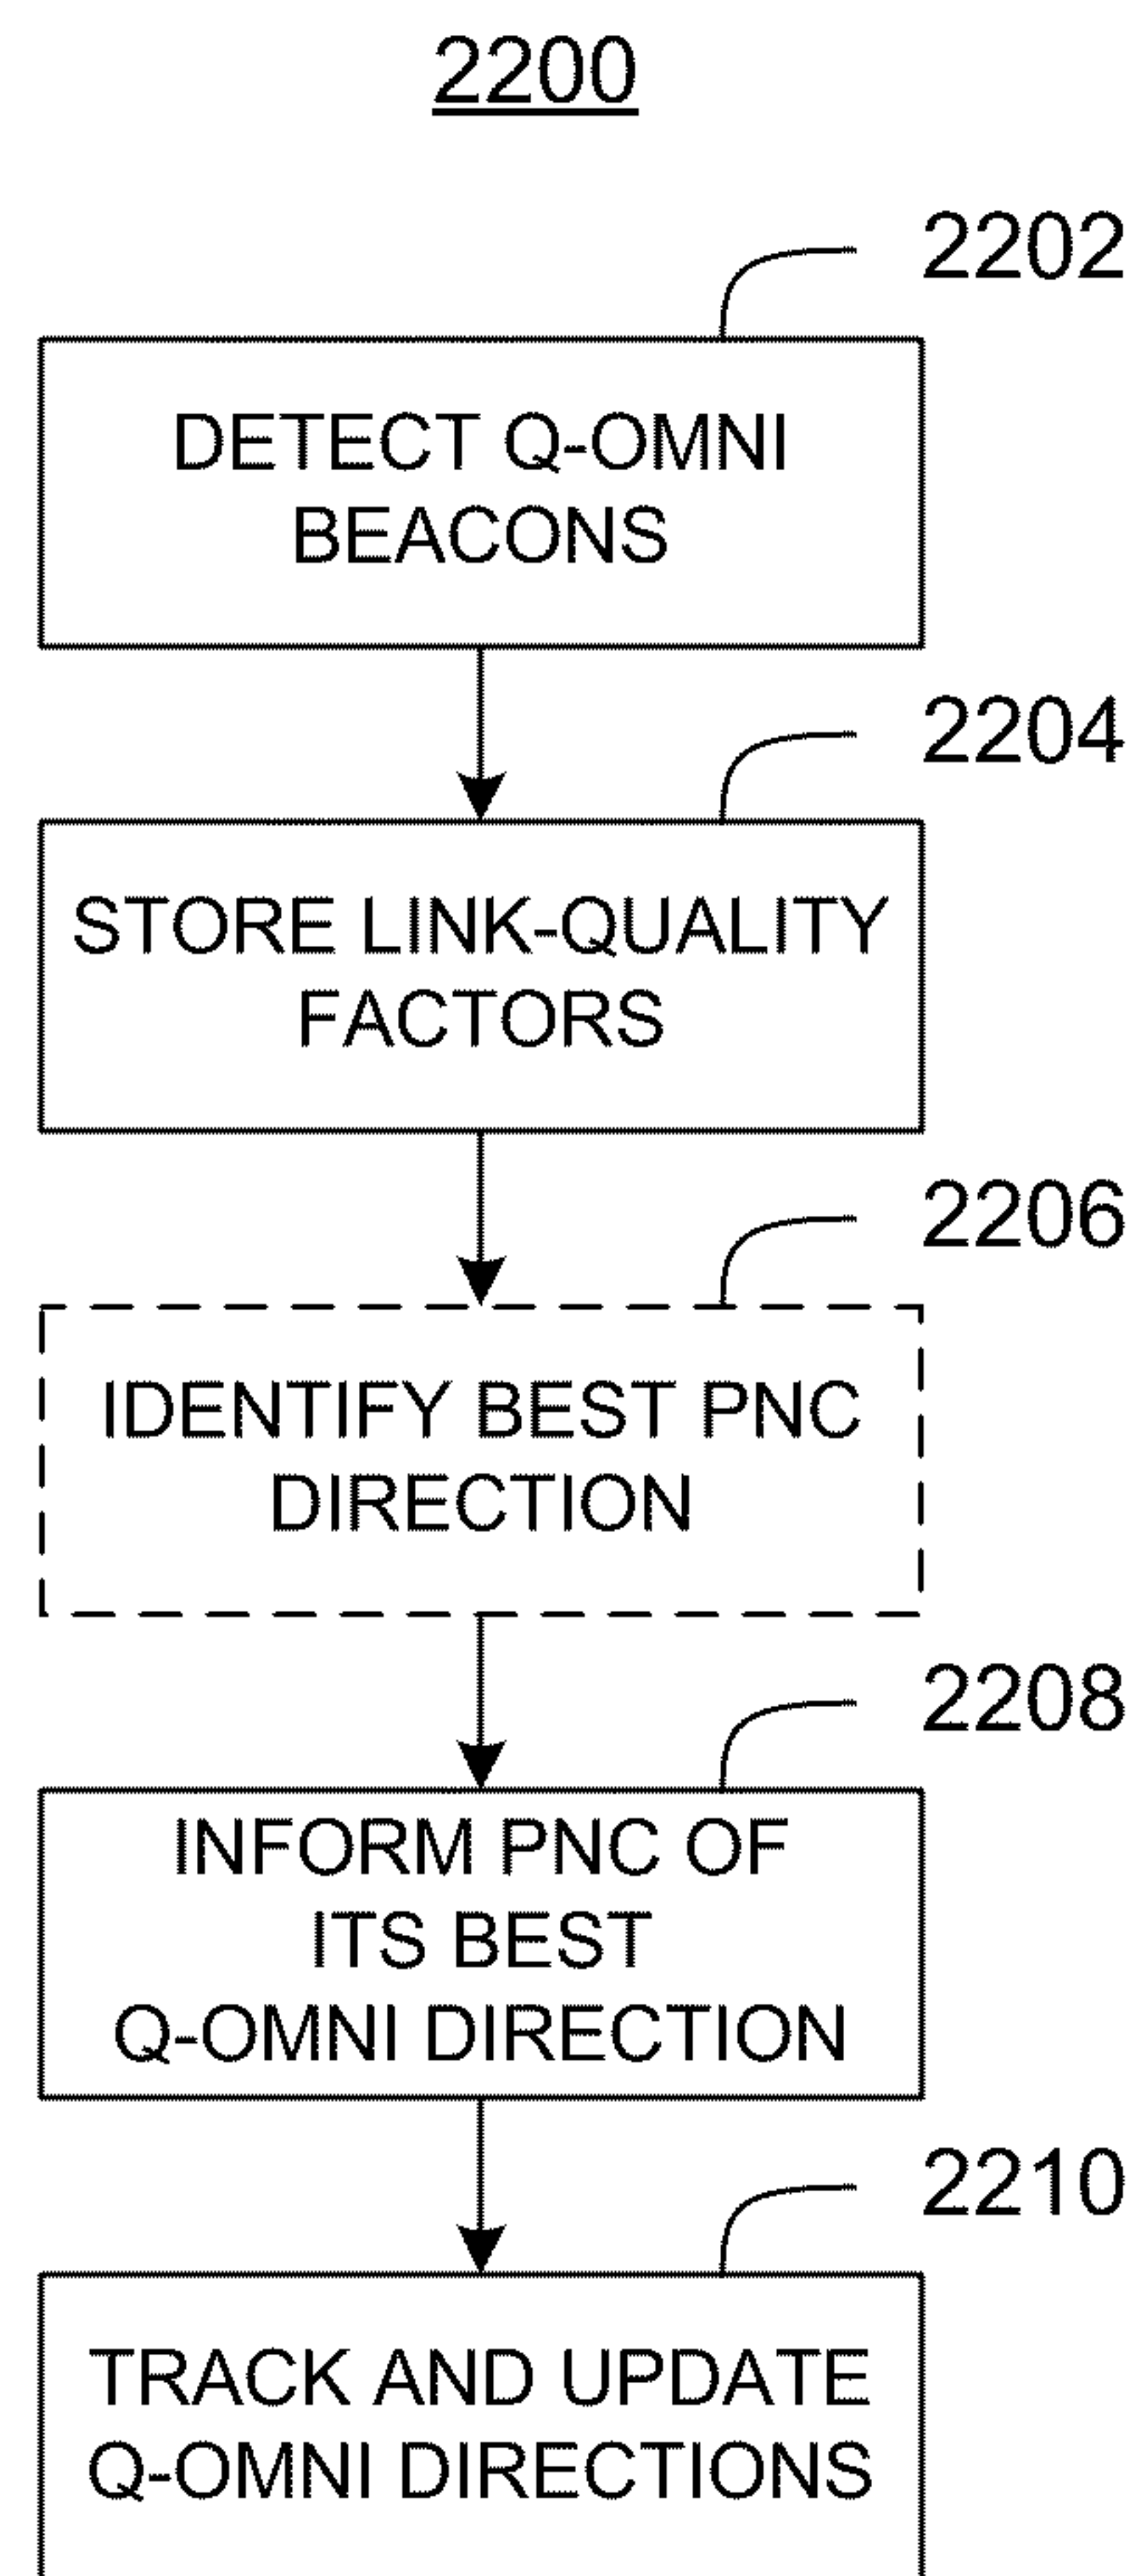 2200
2202
DETECT Q-OMNI
BEACONS
2204
STORE LINK-QUALITY
FACTORS
2206
IDENTIFY BEST PNC
DIRECTION
2208
INFORM PNC OF
ITS BEST
Q-OMNI DIRECTION
2210
TRACK AND UPDATE
Q-OMNI DIRECTIONS